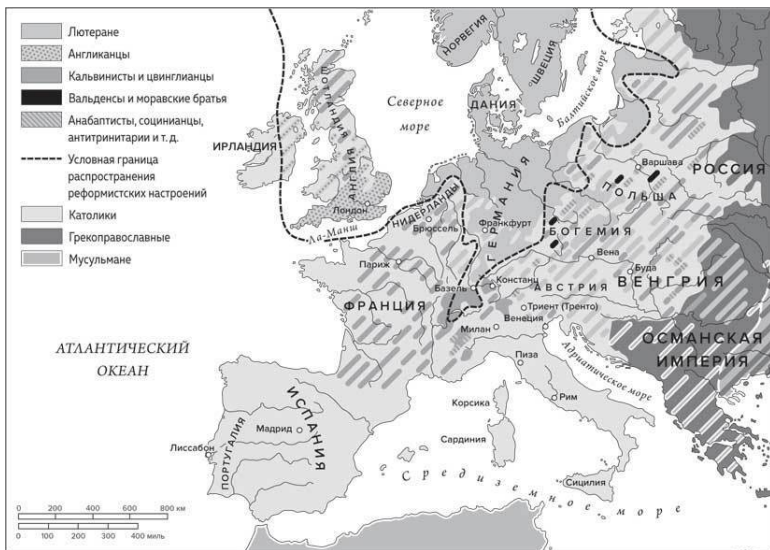 Лютеране
Англиканцы
Кальвинисты и цвинглианцы
Вальденсы и моравские братья
Анабаптисты, социнианцы,
антитринитарии и т. д.
Условная граница
распространения
реформистских настроений
Католики
Грекоправославные
Мусульмане
НОРВЕГИЯ
ШВЕЦИЯ
Северное
море
ДАНИЯ
Балтийское море
ШОТЛАНДИЯ
ИРЛАНДИЯ
АНГЛИЯ
Лондон
Ла-Манш
НИДЕРЛАНДЫ
Брюссель
ГЕРМАНИЯ
Франкфурт
Варшава
ПОЛЬША
РОССИЯ
БОГЕМИЯ
Париж
Базель
Констанц
Вена
Буда
АВСТРИЯ
ВЕНГРИЯ
ФРАНЦИЯ
Триент (Тренто)
Милан
Венеция
ОСМАНСКАЯ
ИМПЕРИЯ
АТЛАНТИЧЕСКИЙ
ОКЕАН
Адриатическое море
Пиза
Корсика
Рим
ИСПАНИЯ
Мадрид
Лиссабон
ПОРТУГАЛИЯ
Сардиния
Сицилия
Средиземное море
0 200 400 600 800 км
0 100 200 300 400 миль